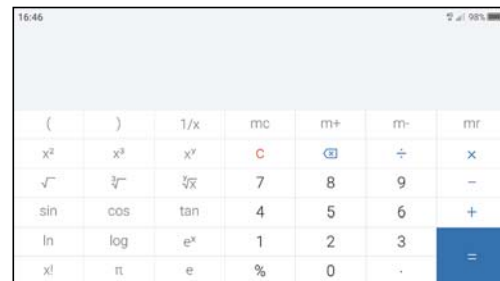 16:46 98%
( ) 1/x mc m+ m- mr
x² x³ xʸ C ÷ ×
√ ³√ ʸ√x 7 8 9 −
sin cos tan 4 5 6 +
ln log eˣ 1 2 3 =
x! π e % 0 .